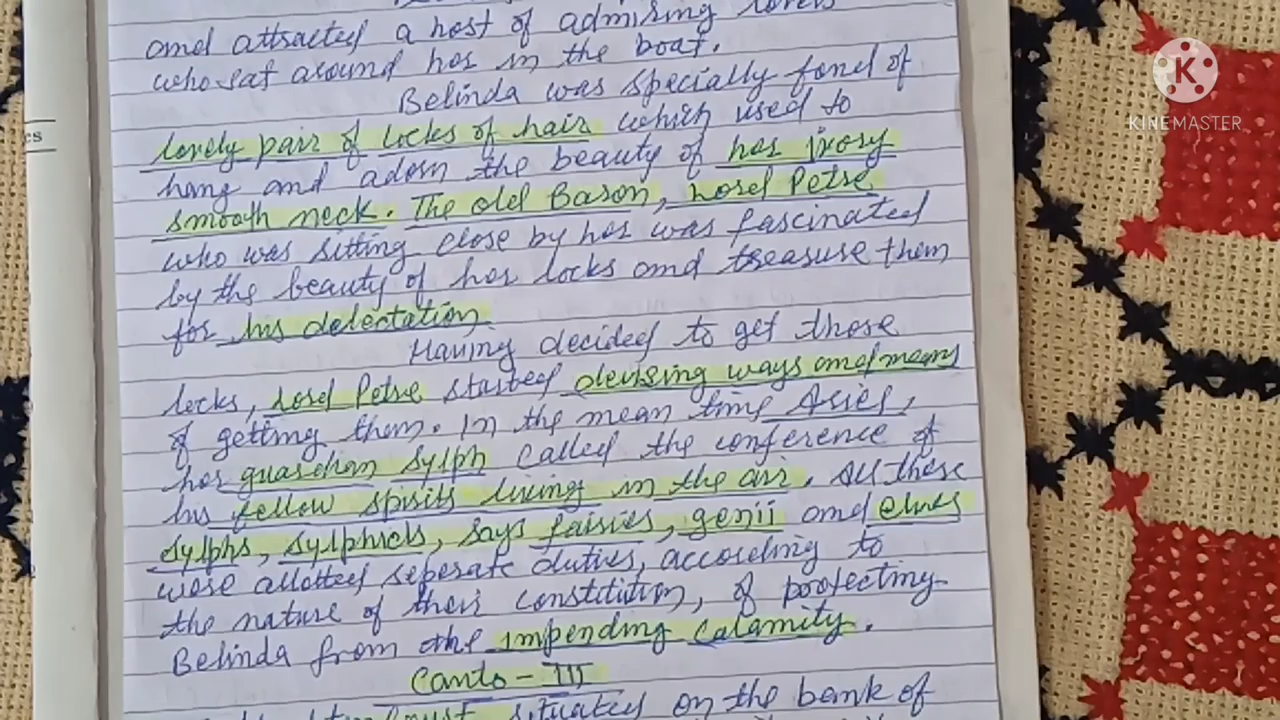 and attracted a host of admiring lovers
who sat around her in the boat.
Belinda was specially fond of
lovely pair of locks of hair which used to
hang and adorn the beauty of her ivory
smooth neck. The old Baron, Lord Petre
who was sitting close by her was fascinated
by the beauty of her locks and treasure them
for his delectation
Having decided to get those
locks, Lord Petre started devising ways and means
of getting them. In the mean time Ariel,
her guardian sylph called the conference of
his fellow spirits living in the air. All these
Sylphs, sylphids, says fairies, genii and elves
were allotted seperate duties, according to
the nature of their constitution, of protecting
Belinda from the impending calamity.
Canto - III
situated on the bank of
es
K
KINEMASTER